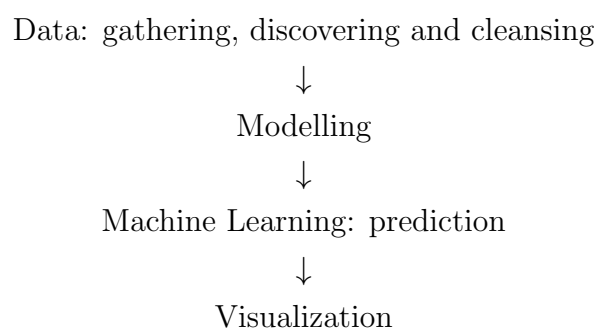 Data: gathering, discovering and cleansing
↓
Modelling
↓
Machine Learning: prediction
↓
Visualization